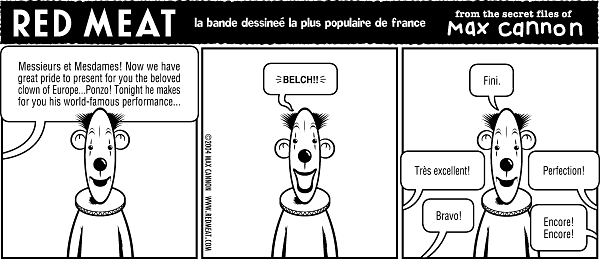 RED MEAT
la bande dessineé la plus populaire de france
from the secret files of
Max cannon
Messieurs et Mesdames! Now we have
great pride to present for you the beloved
clown of Europe...Ponzo! Tonight he makes
for you his world-famous performance...
©2004 MAX CANNON WWW.REDMEAT.COM
BELCH!!
Fini.
Très excellent!
Perfection!
Bravo!
Encore!
Encore!